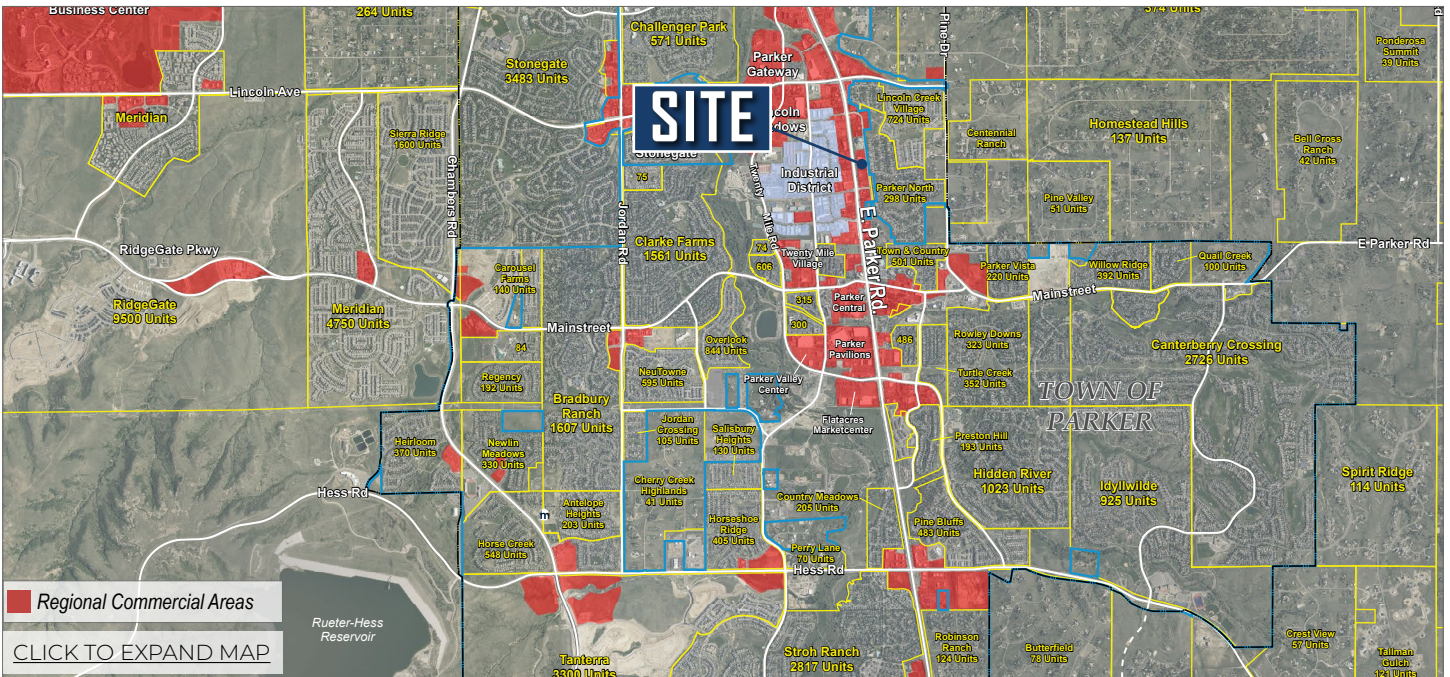 Business Center
264 Units
Challenger Park
571 Units
374 Units
Pine Dr
Rd
Stonegate
3483 Units
Parker
Gateway
Ponderosa
Summit
39 Units
Lincoln Ave
Meridian
Sierra Ridge
1600 Units
Chambers Rd
SITE
Stonegate
Lincoln Creek
Village
724 Units
Centennial
Ranch
Homestead Hills
137 Units
Bell Cross
Ranch
42 Units
75
Twenty
Mile Rd
Industrial
District
Parker North
298 Units
Pine Valley
51 Units
Jordan Rd
E. Parker Rd.
RidgeGate Pkwy
Clarke Farms
1561 Units
74
606
Twenty Mile
Village
Town & Country
501 Units
E Parker Rd
Carousel
Farms
140 Units
Parker Vista
220 Units
Willow Ridge
392 Units
Quail Creek
100 Units
RidgeGate
9500 Units
Meridian
4750 Units
Mainstreet
315
300
Parker
Central
Mainstreet
84
Overlook
844 Units
Parker
Pavilions
486
Rowley Downs
323 Units
Canterberry Crossing
2726 Units
Regency
192 Units
NeuTowne
595 Units
Parker Valley
Center
Turtle Creek
352 Units
TOWN OF
PARKER
Bradbury
Ranch
1607 Units
Jordan
Crossing
105 Units
Salisbury
Heights
130 Units
Flatacres
Marketcenter
Heirloom
370 Units
Newlin
Meadows
330 Units
Preston Hill
193 Units
Hidden River
1023 Units
Idyllwilde
925 Units
Spirit Ridge
114 Units
Hess Rd
Cherry Creek
Highlands
41 Units
Antelope
Heights
203 Units
m
Country Meadows
205 Units
Horseshoe
Ridge
405 Units
Pine Bluffs
483 Units
Horse Creek
548 Units
Perry Lane
70 Units
Hess Rd
Regional Commercial Areas
Rueter-Hess
Reservoir
CLICK TO EXPAND MAP
Tanterra
3300 Units
Stroh Ranch
2817 Units
Robinson
Ranch
124 Units
Butterfield
78 Units
Crest View
57 Units
Tallman
Gulch
121 Units